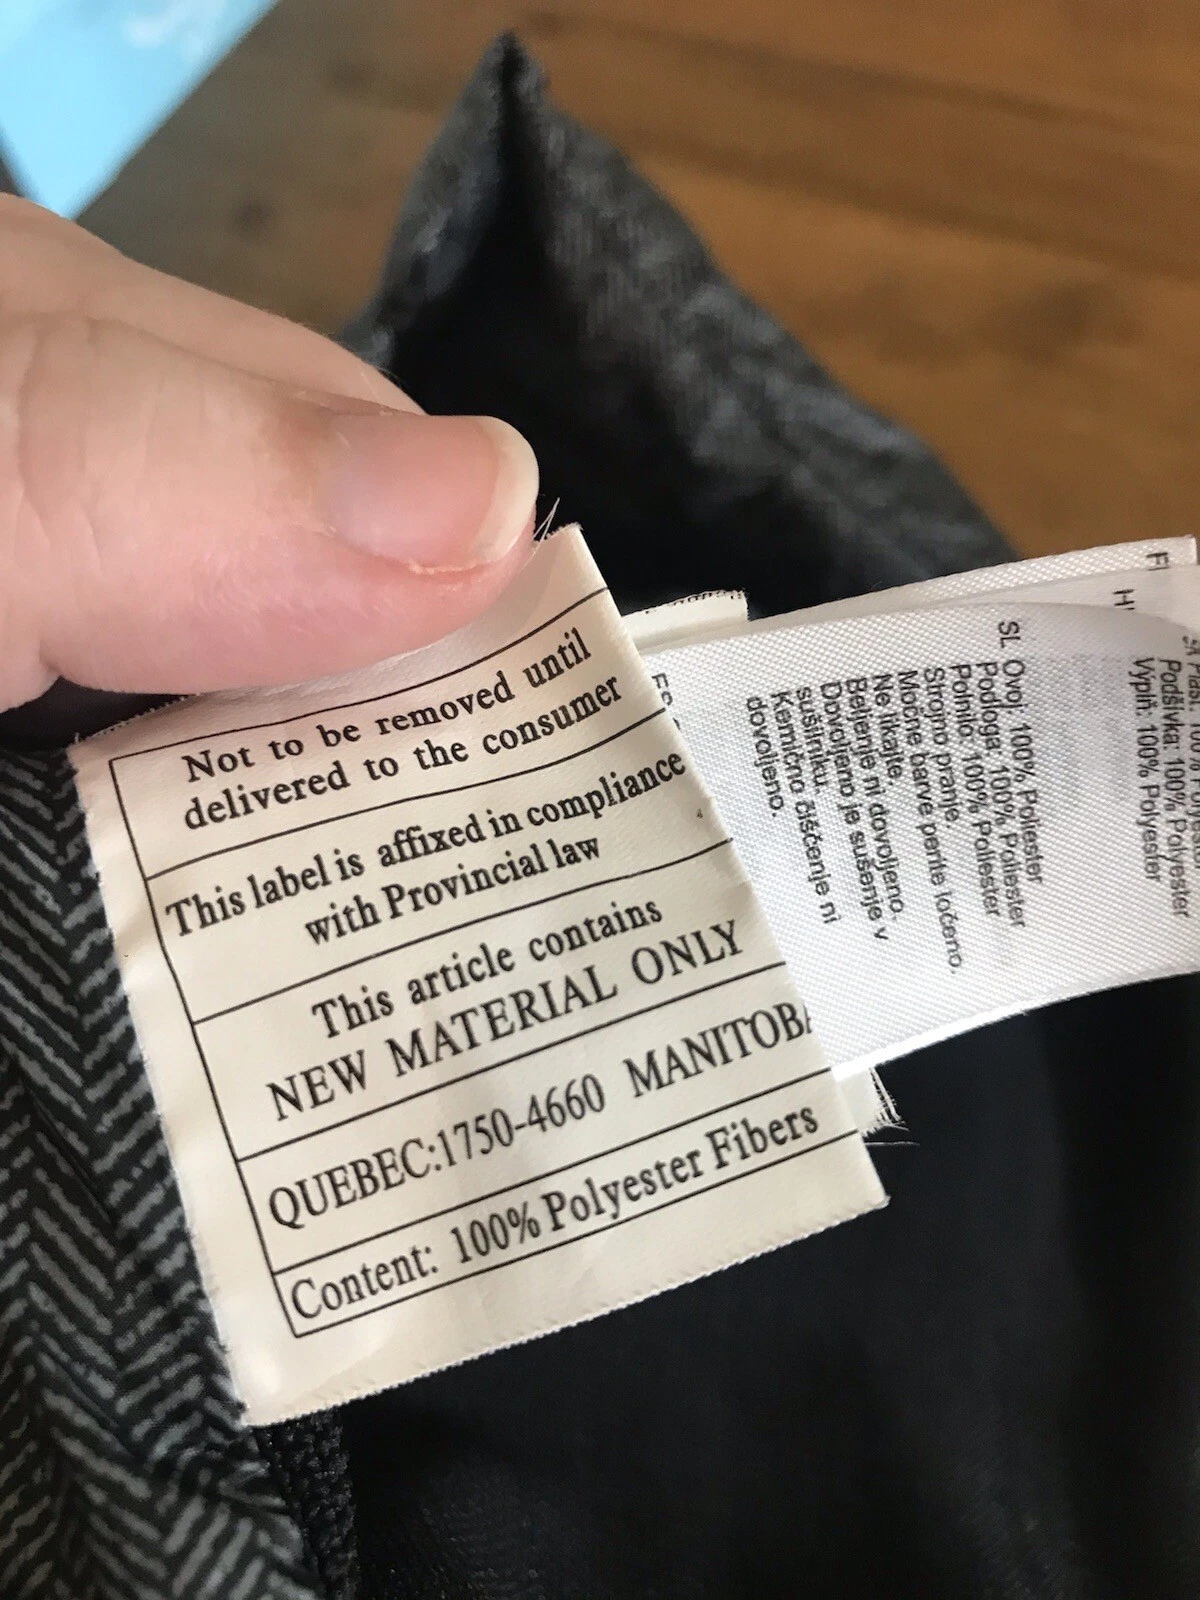 Not to be removed until
delivered to the consumer
This label is affixed in compliance
with Provincial law
This article contains
NEW MATERIAL ONLY
QUEBEC:1750-4660 MANITOBA
Content: 100% Polyester Fibers
SL Ovoj: 100% Poliester
Podloga: 100% Poliester
Polnilo: 100% Poliester
Strojno pranje.
Močne barve perite ločeno.
Ne likajte.
Beljenje ni dovoljeno.
Dovoljeno je sušenje v
sušilniku.
Kemično čiščenje ni
dovoljeno.
100%
Podšívka: 100% Polyester
Výplň: 100% Polyester